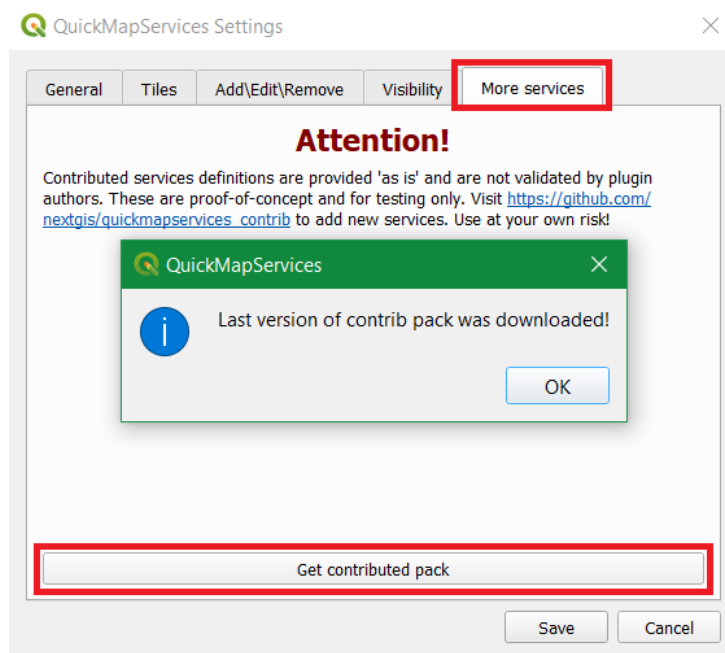 QuickMapServices Settings
General Tiles Add\Edit\Remove Visibility More services
Attention!
Contributed services definitions are provided 'as is' and are not validated by plugin
authors. These are proof-of-concept and for testing only. Visit https://github.com/
nextgis/quickmapservices_contrib to add new services. Use at your own risk!
QuickMapServices
Last version of contrib pack was downloaded!
OK
Get contributed pack
Save Cancel